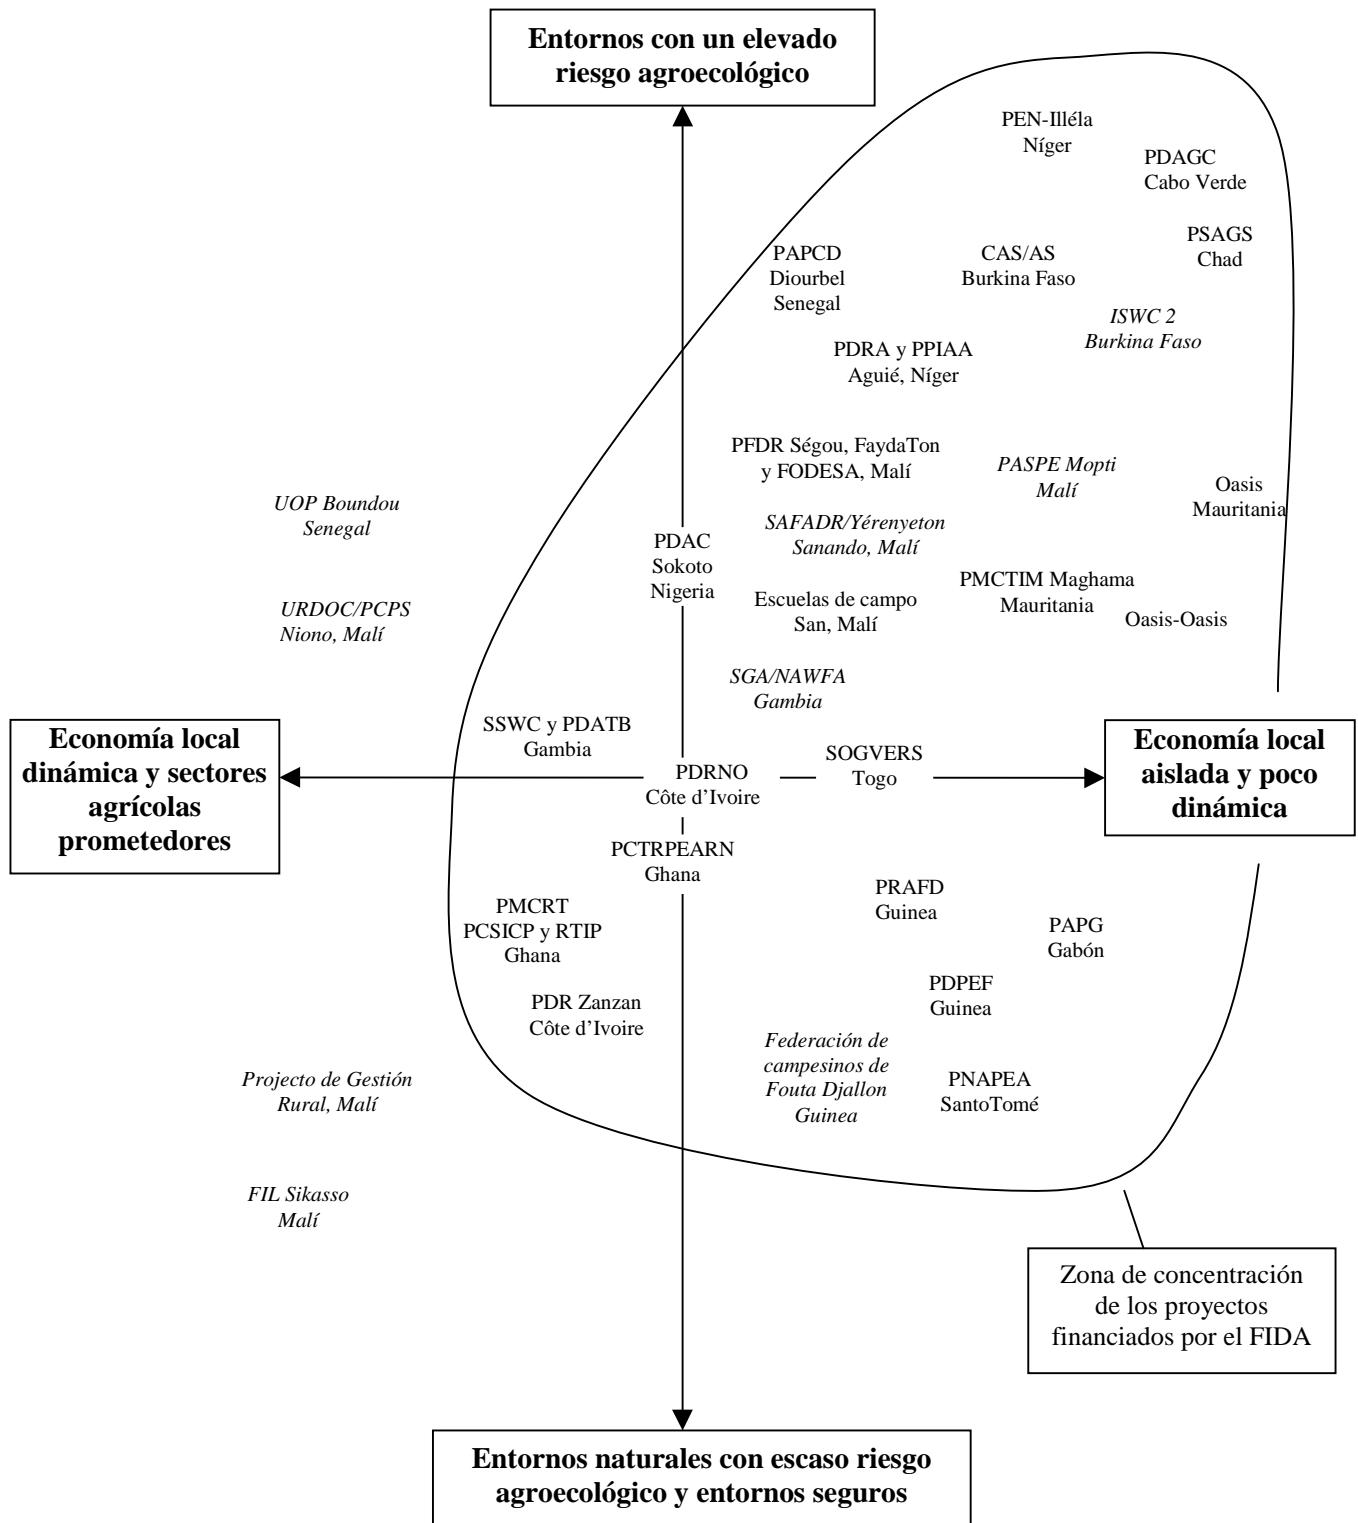 Entornos con un elevado
riesgo agroecológico
PEN-Illéla
Níger
PDAGC
Cabo Verde
PSAGS
Chad
PAPCD
Diourbel
Senegal
CAS/AS
Burkina Faso
ISWC 2
Burkina Faso
PDRA y PPIAA
Aguié, Níger
PFDR Ségou, FaydaTon
y FODESA, Malí
PASPE Mopti
Malí
Oasis
Mauritania
UOP Boundou
Senegal
SAFADR/Yérenyeton
Sanando, Malí
PDAC
Sokoto
Nigeria
PMCTIM Maghama
Mauritania
Escuelas de campo
San, Malí
Oasis-Oasis
URDOC/PCPS
Niono, Malí
SGA/NAWFA
Gambia
SSWC y PDATB
Gambia
Economía local
dinámica y sectores
agrícolas
prometedores
PDRNO
Côte d'Ivoire
SOGVERS
Togo
Economía local
aislada y poco
dinámica
PCTRPEARN
Ghana
PMCRT
PCSICP y RTIP
Ghana
PRAFD
Guinea
PAPG
Gabón
PDR Zanzan
Côte d'Ivoire
PDPEF
Guinea
Federación de
campesinos de
Fouta Djallon
Guinea
PNAPEA
SantoTomé
Projecto de Gestión
Rural, Malí
FIL Sikasso
Malí
Zona de concentración
de los proyectos
financiados por el FIDA
Entornos naturales con escaso riesgo
agroecológico y entornos seguros